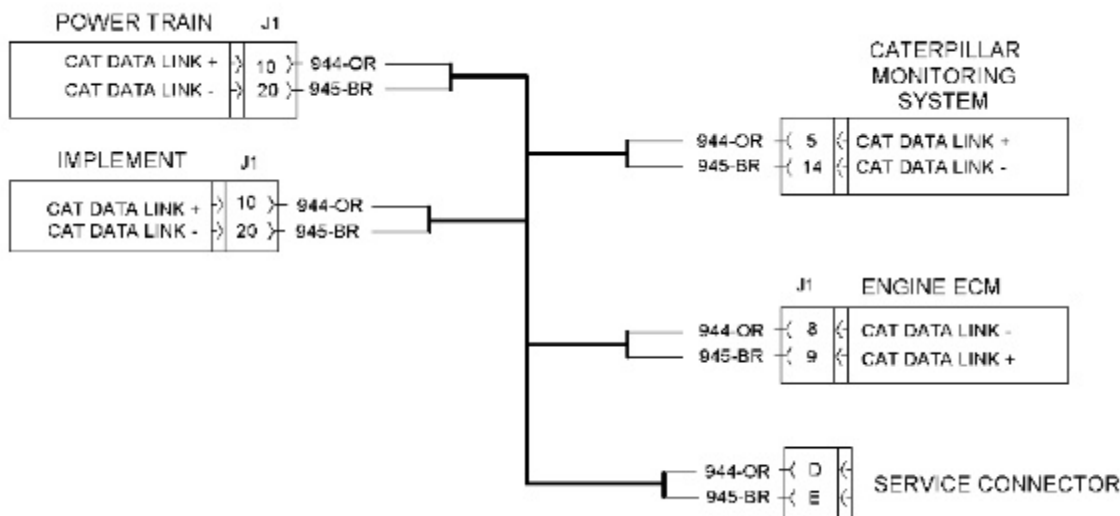 POWER TRAIN J1
CAT DATA LINK + 10 944-OR
CAT DATA LINK - 20 945-BR
IMPLEMENT J1
CAT DATA LINK + 10 944-OR
CAT DATA LINK - 20 945-BR
CATERPILLAR
MONITORING
SYSTEM
944-OR 5 CAT DATA LINK +
945-BR 14 CAT DATA LINK -
J1 ENGINE ECM
944-OR 8 CAT DATA LINK -
945-BR 9 CAT DATA LINK +
944-OR D
945-BR E
SERVICE CONNECTOR